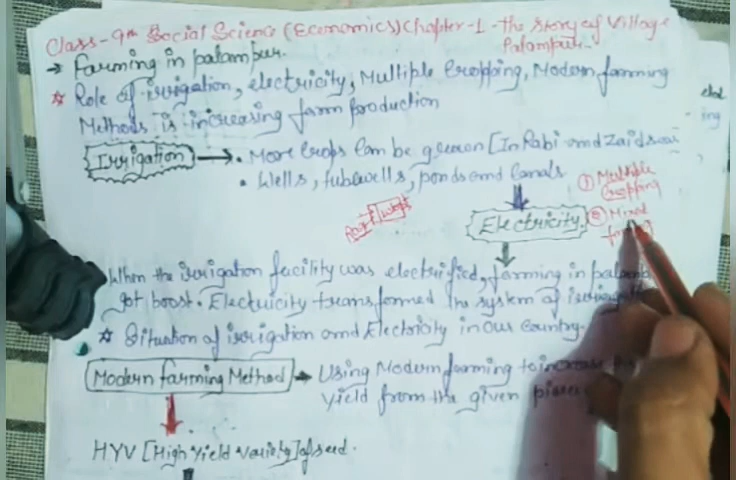 Class-9th Social Science (Economics) Chapter-1-the story of Village
Palampur.
→ Farming in palampur.
☆ Role of irrigation, electricity, Multiple Cropping, Modern farming
Methods is increasing farm production
Irrigation → • More Crops Can be grown [In Rabi and Zaid
• Wells, tubewells, ponds and Canals
① Multiple
cropping
Electricity.
② Mixed
When the irrigation facility was electrified, farming in
got boost. Electricity transformed the system of
☆ Situation of irrigation and Electricity in our Country.
Modern farming Method → Using Modern farming to increase
yield from the given
HYV [High Yield Variety] of seed.